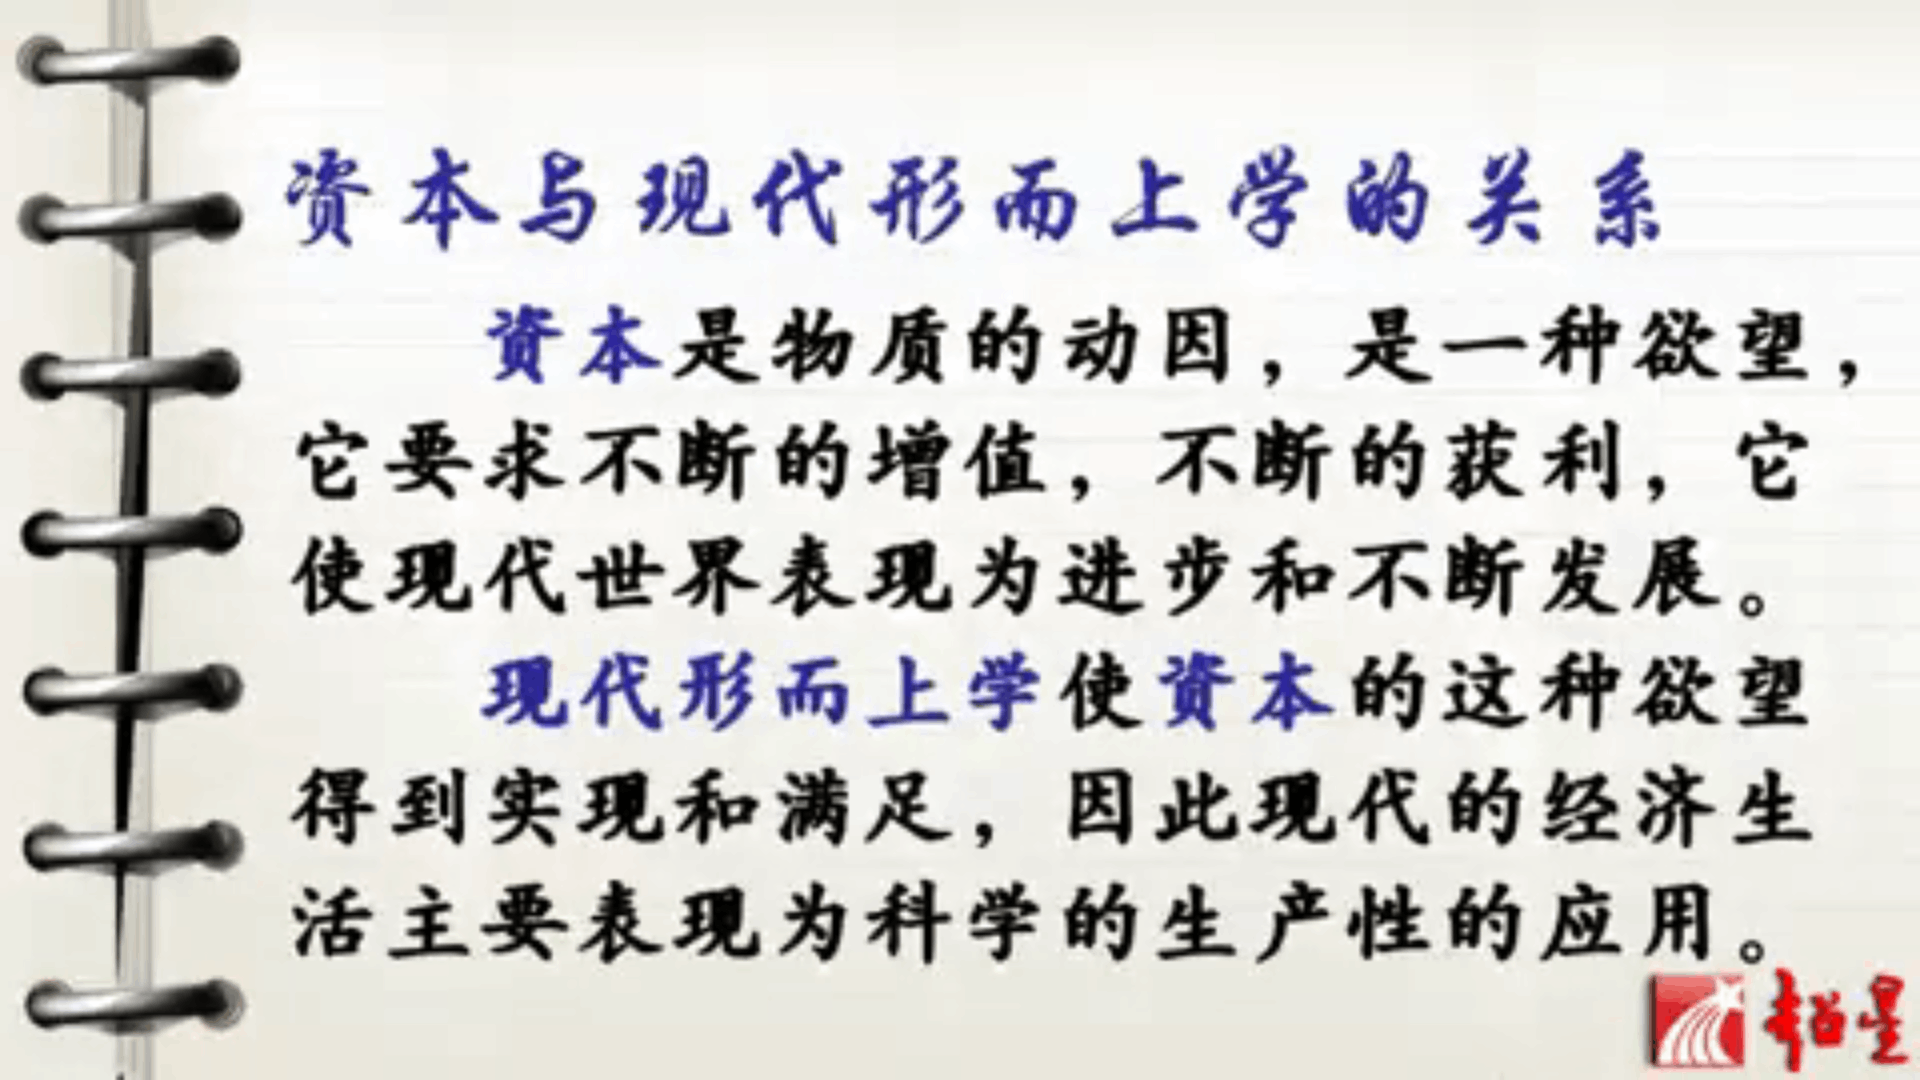 资本与现代形而上学的关系
資本是物质的动因，是一种欲望，
它要求不断的增值，不断的获利，它
使现代世界表现为进步和不断发展。
现代形而上学使資本的这种欲望
得到实现和满足，因此现代的经济生
活主要表现为科学的生产性的应用。
超星